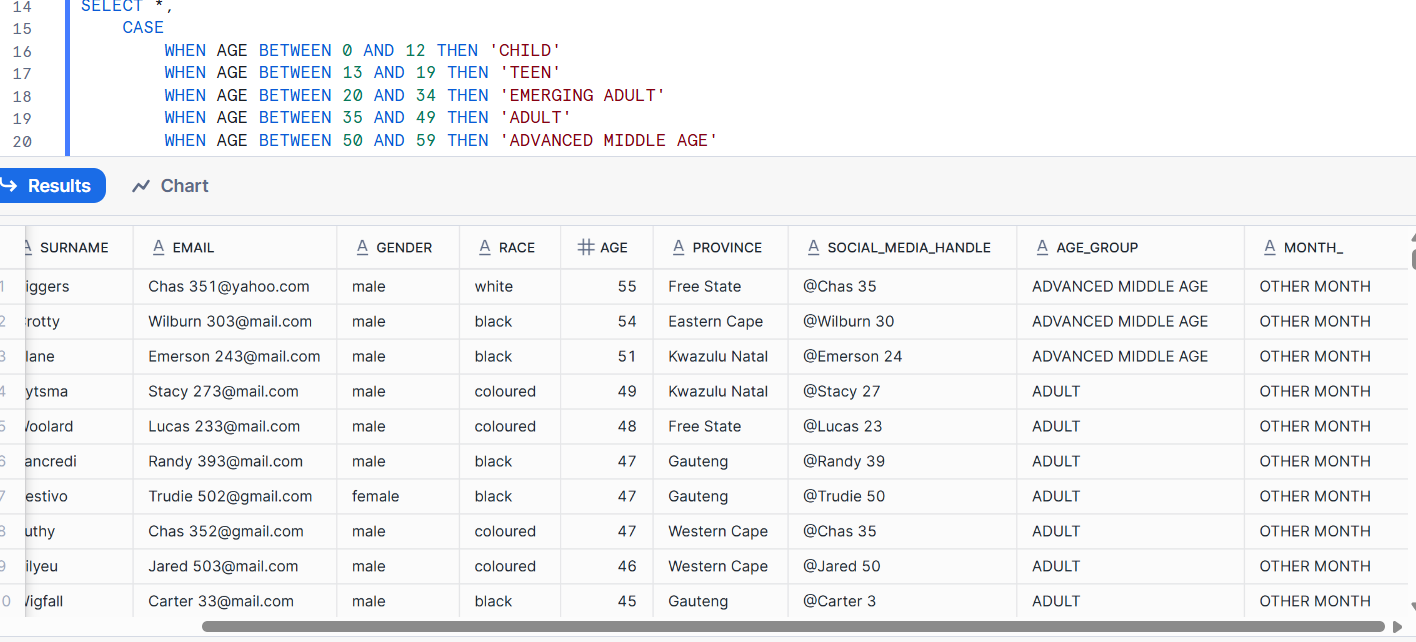 14 SELECT *,
15 CASE
16 WHEN AGE BETWEEN 0 AND 12 THEN 'CHILD'
17 WHEN AGE BETWEEN 13 AND 19 THEN 'TEEN'
18 WHEN AGE BETWEEN 20 AND 34 THEN 'EMERGING ADULT'
19 WHEN AGE BETWEEN 35 AND 49 THEN 'ADULT'
20 WHEN AGE BETWEEN 50 AND 59 THEN 'ADVANCED MIDDLE AGE'
Results Chart
SURNAME EMAIL GENDER RACE AGE PROVINCE SOCIAL_MEDIA_HANDLE AGE_GROUP MONTH_
1 iggers Chas 351@yahoo.com male white 55 Free State @Chas 35 ADVANCED MIDDLE AGE OTHER MONTH
2 rotty Wilburn 303@mail.com male black 54 Eastern Cape @Wilburn 30 ADVANCED MIDDLE AGE OTHER MONTH
3 lane Emerson 243@mail.com male black 51 Kwazulu Natal @Emerson 24 ADVANCED MIDDLE AGE OTHER MONTH
4 ytsma Stacy 273@mail.com male coloured 49 Kwazulu Natal @Stacy 27 ADULT OTHER MONTH
5 oolard Lucas 233@mail.com male coloured 48 Free State @Lucas 23 ADULT OTHER MONTH
6 ancredi Randy 393@mail.com male black 47 Gauteng @Randy 39 ADULT OTHER MONTH
7 estivo Trudie 502@gmail.com female black 47 Gauteng @Trudie 50 ADULT OTHER MONTH
8 uthy Chas 352@gmail.com male coloured 47 Western Cape @Chas 35 ADULT OTHER MONTH
9 ilyeu Jared 503@mail.com male coloured 46 Western Cape @Jared 50 ADULT OTHER MONTH
0 igfall Carter 33@mail.com male black 45 Gauteng @Carter 3 ADULT OTHER MONTH